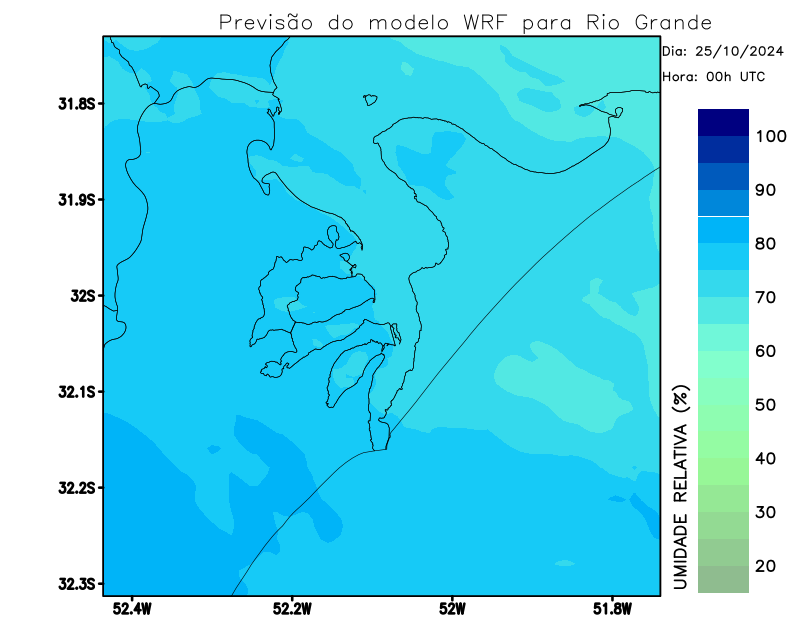 Previsão do modelo WRF para Rio Grande
Dia: 25/10/2024
Hora: 00h UTC
31.8S
31.9S
32S
32.1S
32.2S
32.3S
52.4W
52.2W
52W
51.8W
100
90
80
70
60
50
40
30
20
UMIDADE RELATIVA (%)